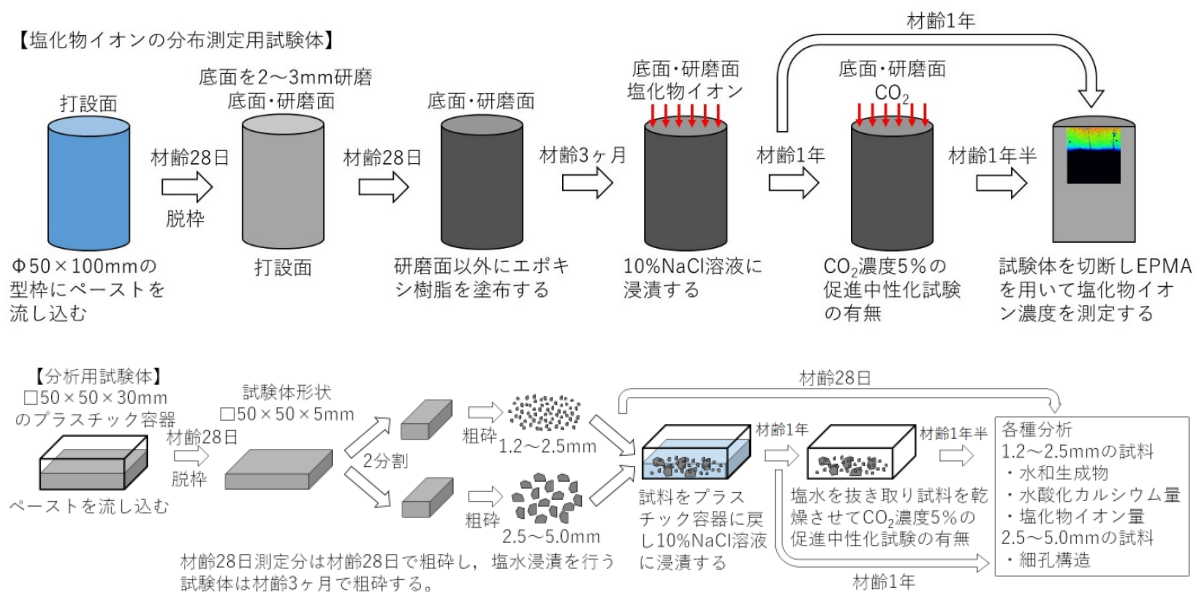 【塩化物イオンの分布測定用試験体】
打設面
材齢28日
脱枠
Φ50×100mmの
型枠にペーストを
流し込む
底面を2～3mm研磨
底面･研磨面
打設面
材齢28日
底面･研磨面
研磨面以外にエポキ
シ樹脂を塗布する
材齢3ヶ月
底面･研磨面
塩化物イオン
10%NaCl溶液に
浸漬する
材齢1年
材齢1年
底面･研磨面
CO2
CO2濃度5%の
促進中性化試験
の有無
材齢1年半
試験体を切断しEPMA
を用いて塩化物イオ
ン濃度を測定する
【分析用試験体】
□50×50×30mm
のプラスチック容器
ペーストを流し込む
材齢28日
脱枠
試験体形状
□50×50×5mm
2分割
粗砕
1.2～2.5mm
粗砕
2.5～5.0mm
材齢28日測定分は材齢28日で粗砕し，塩水浸漬を行う
試験体は材齢3ヶ月で粗砕する。
試料をプラス
チック容器に戻
し10%NaCl溶液
に浸漬する
材齢28日
材齢1年
塩水を抜き取り試料を乾
燥させてCO2濃度5%の
促進中性化試験の有無
材齢1年半
材齢1年
各種分析
1.2～2.5mmの試料
・水和生成物
・水酸化カルシウム量
・塩化物イオン量
2.5～5.0mmの試料
・細孔構造